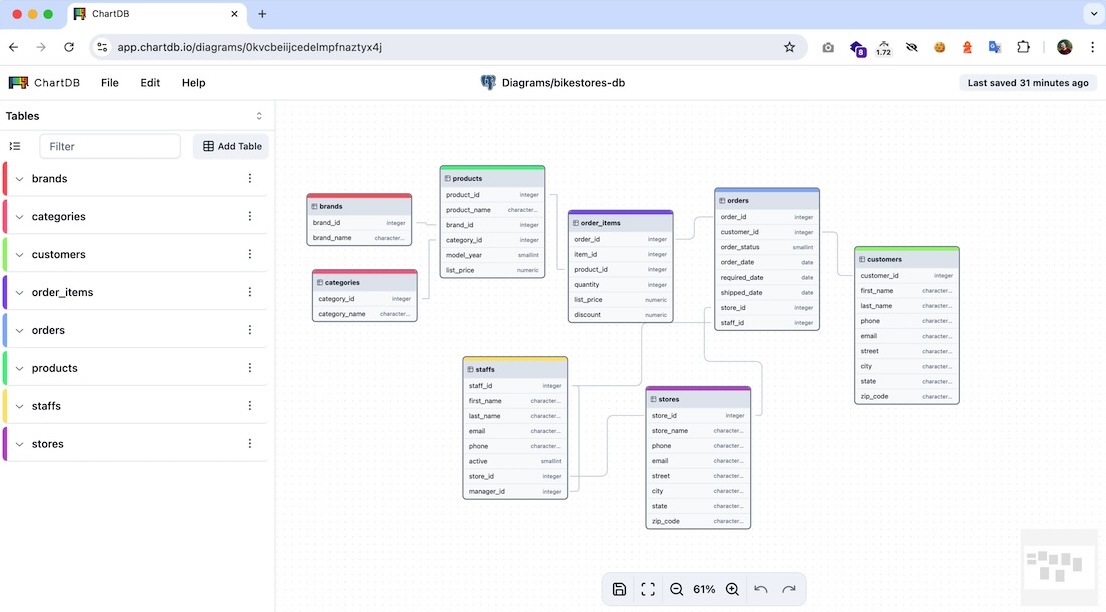 ChartDB
app.chartdb.io/diagrams/0kvcbeiijcedelmpfnaztyx4j
8
1.72
ChartDB
File
Edit
Help
Diagrams/bikestores-db
Last saved 31 minutes ago
Tables
Filter
Add Table
brands
categories
customers
order_items
orders
products
staffs
stores
brands
brand_id integer
brand_name character...
categories
category_id integer
category_name character...
products
product_id integer
product_name character...
brand_id integer
category_id integer
model_year smallint
list_price numeric
order_items
order_id integer
item_id integer
product_id integer
quantity integer
list_price numeric
discount numeric
orders
order_id integer
customer_id integer
order_status smallint
order_date date
required_date date
shipped_date date
store_id integer
staff_id integer
customers
customer_id integer
first_name character...
last_name character...
phone character...
email character...
street character...
city character...
state character...
zip_code character...
staffs
staff_id integer
first_name character...
last_name character...
email character...
phone character...
active smallint
store_id integer
manager_id integer
stores
store_id integer
store_name character...
phone character...
email character...
street character...
city character...
state character...
zip_code character...
61%